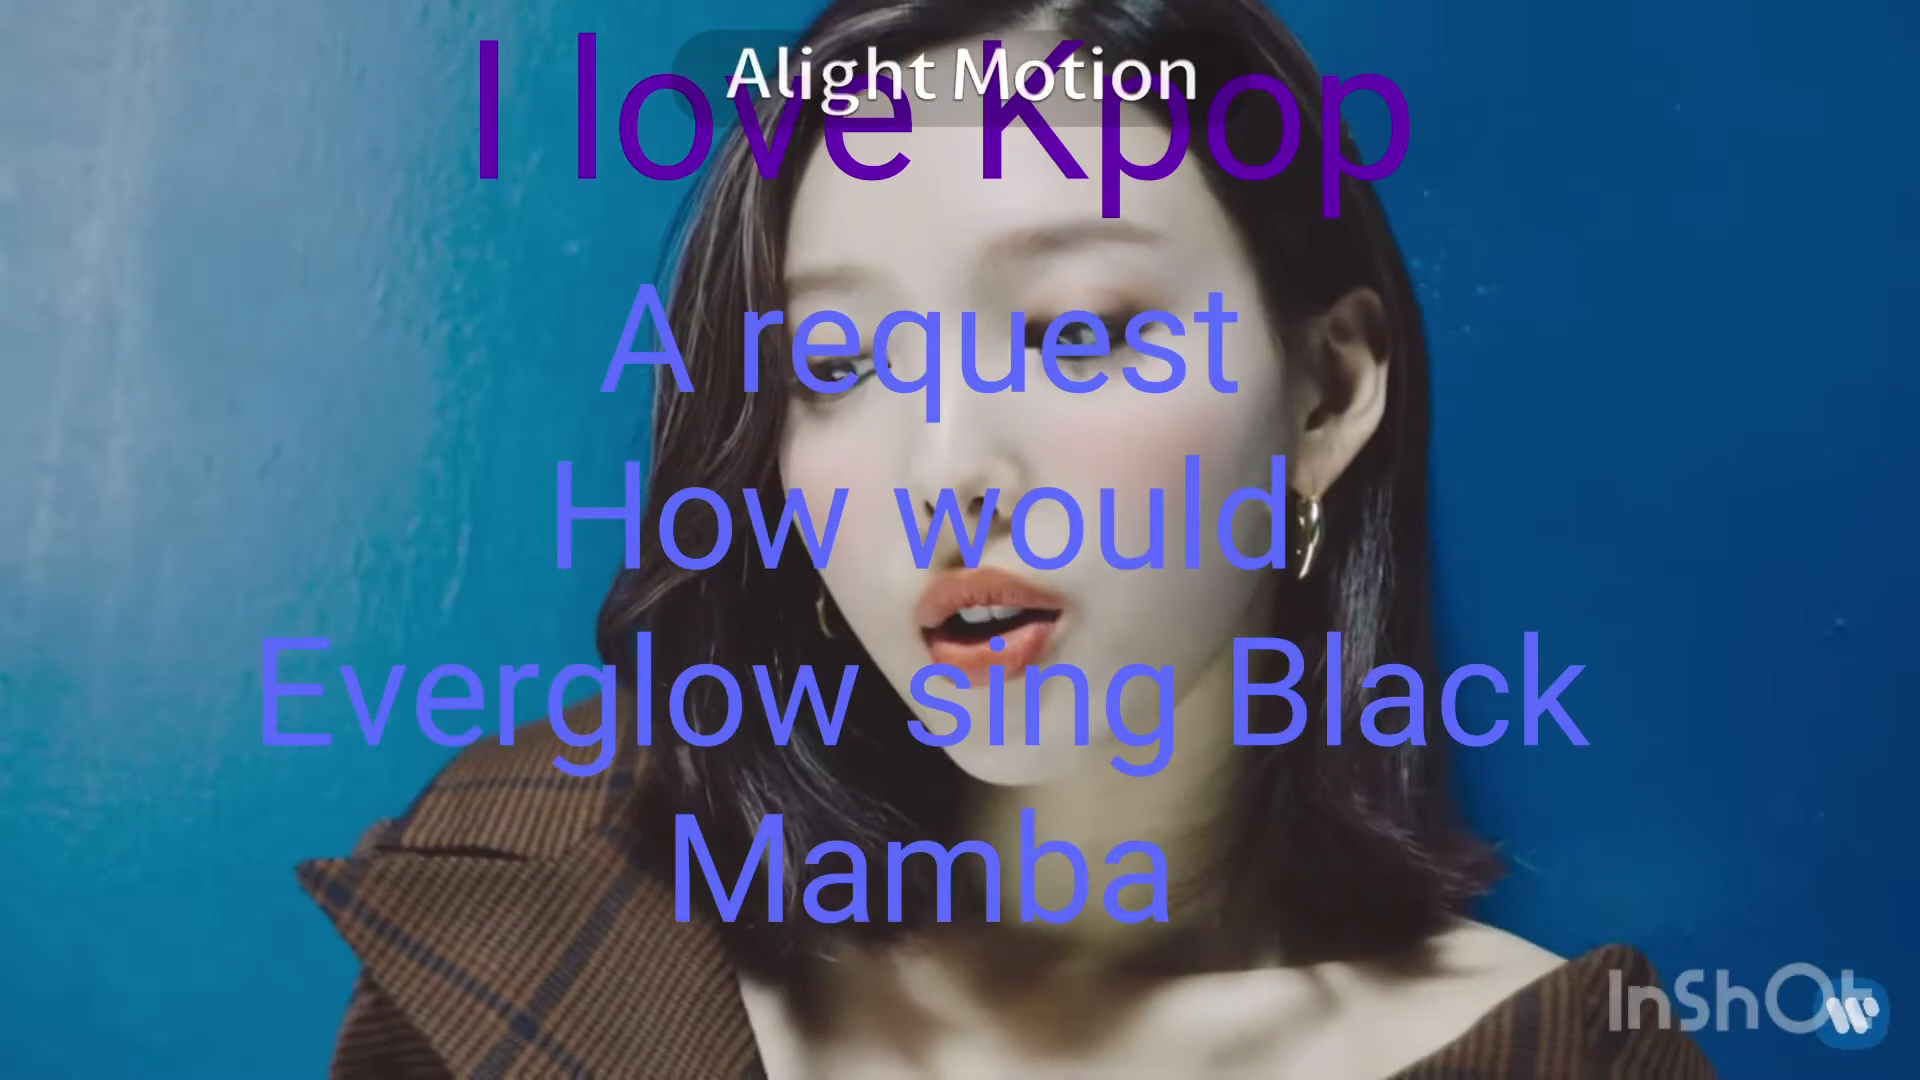 Alight Motion
I love Kpop
A request
How would
Everglow sing Black
Mamba
InShOt